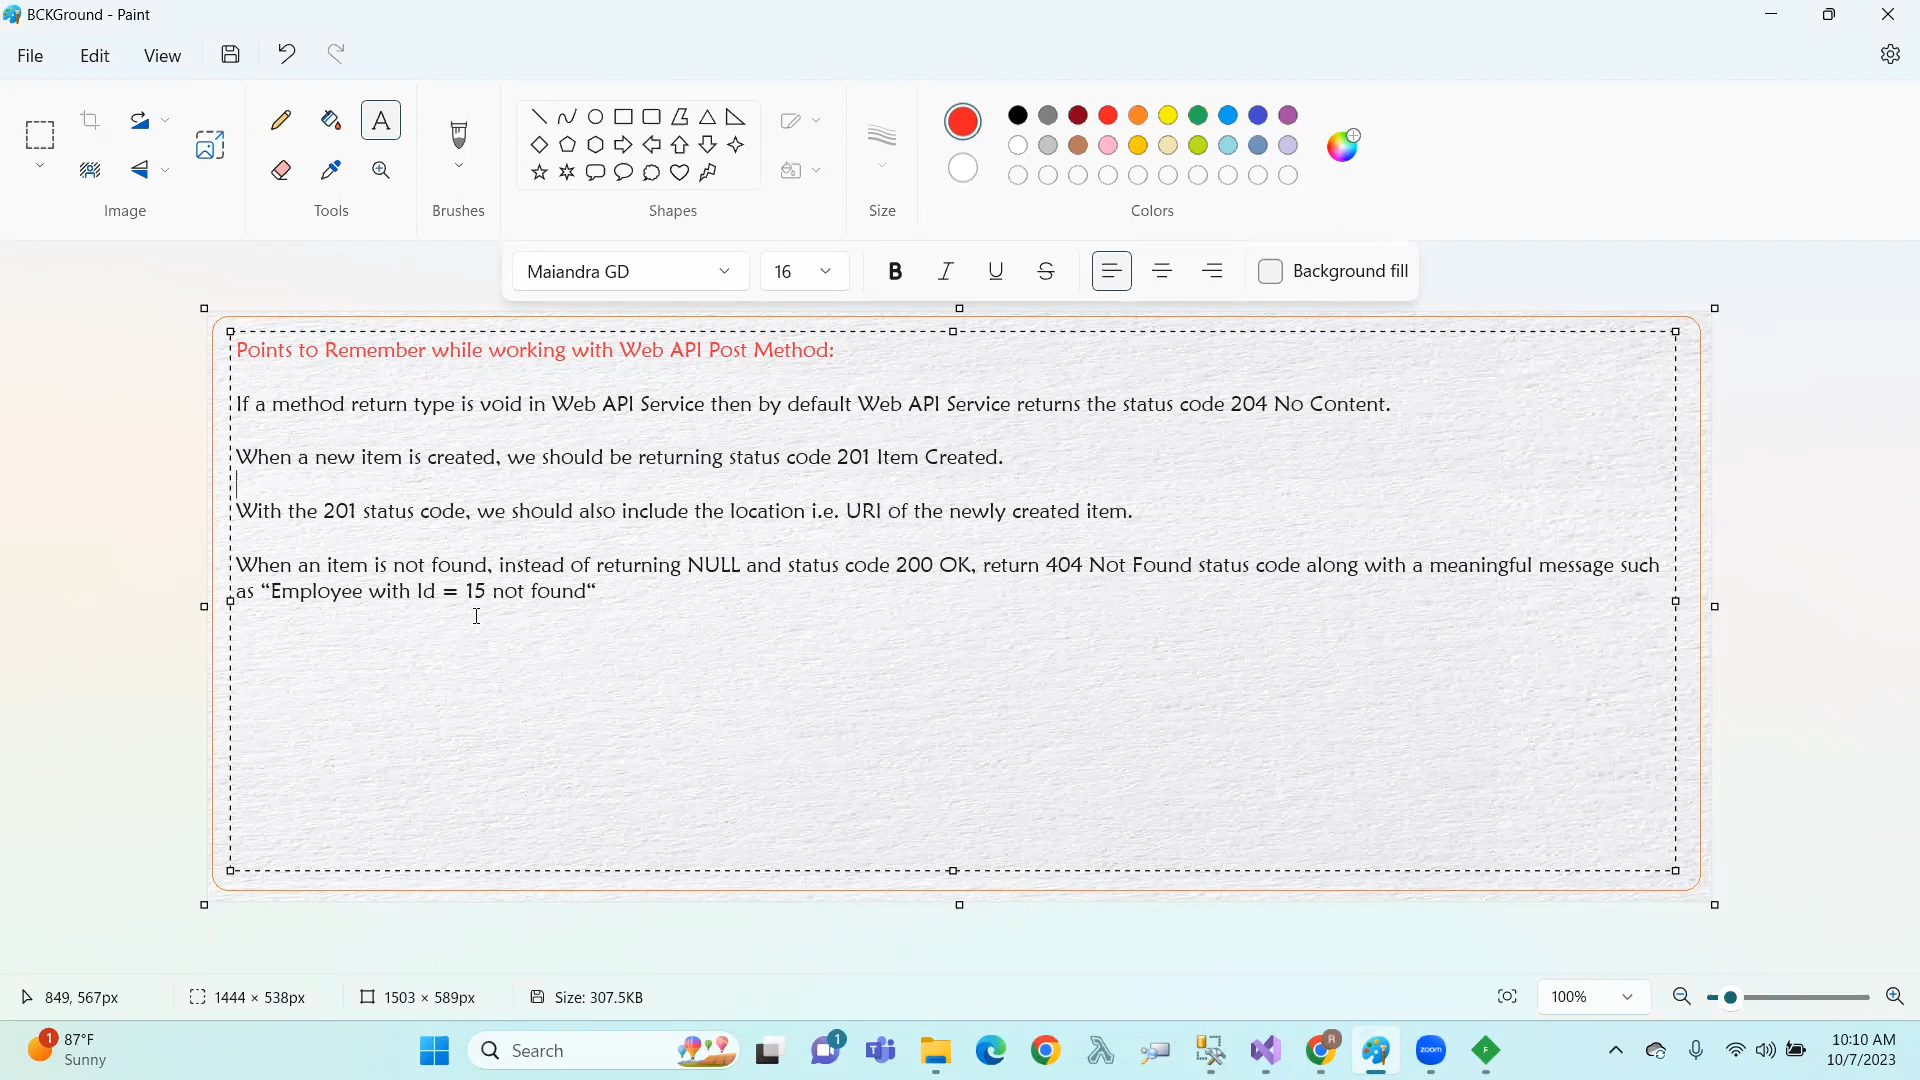 BCKGround - Paint
File Edit View
Image
Tools
Brushes
Shapes
Size
Colors
Maiandra GD 16 B I U S Background fill
Points to Remember while working with Web API Post Method:
If a method return type is void in Web API Service then by default Web API Service returns the status code 204 No Content.
When a new item is created, we should be returning status code 201 Item Created.
With the 201 status code, we should also include the location i.e. URI of the newly created item.
When an item is not found, instead of returning NULL and status code 200 OK, return 404 Not Found status code along with a meaningful message such
as “Employee with Id = 15 not found“
849, 567px 1444 × 538px 1503 × 589px Size: 307.5KB 100%
1 87°F
Sunny
Search
1
R
zoom
F
10:10 AM
10/7/2023